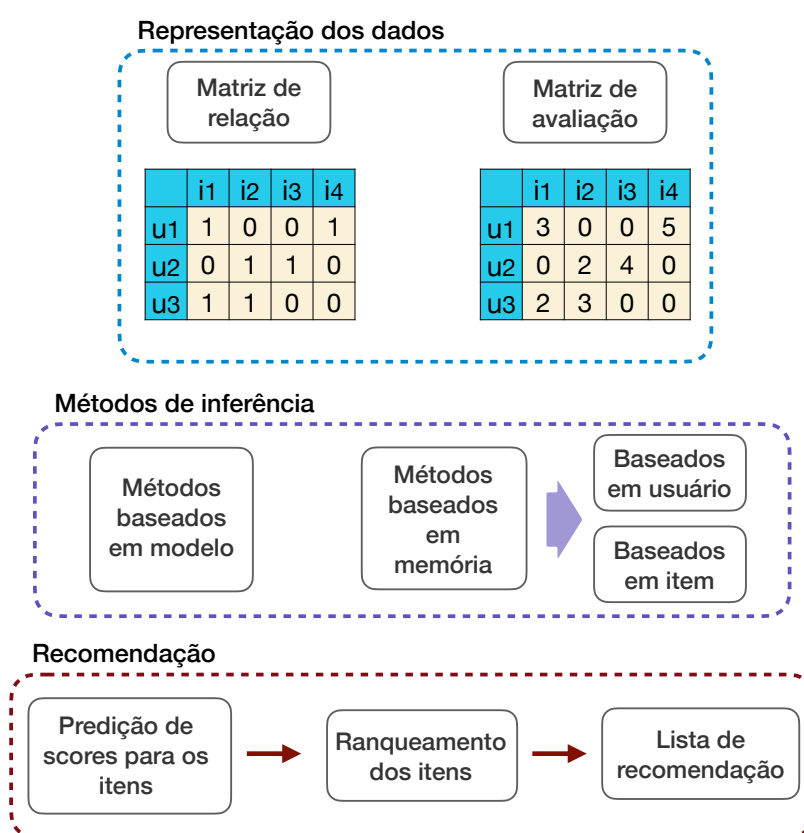 Representação dos dados
Matriz de
relação
Matriz de
avaliação
i1 i2 i3 i4
u1 1 0 0 1
u2 0 1 1 0
u3 1 1 0 0
i1 i2 i3 i4
u1 3 0 0 5
u2 0 2 4 0
u3 2 3 0 0
Métodos de inferência
Métodos
baseados
em modelo
Métodos
baseados
em
memória
Baseados
em usuário
Baseados
em item
Recomendação
Predição de
scores para os
itens
Ranqueamento
dos itens
Lista de
recomendação